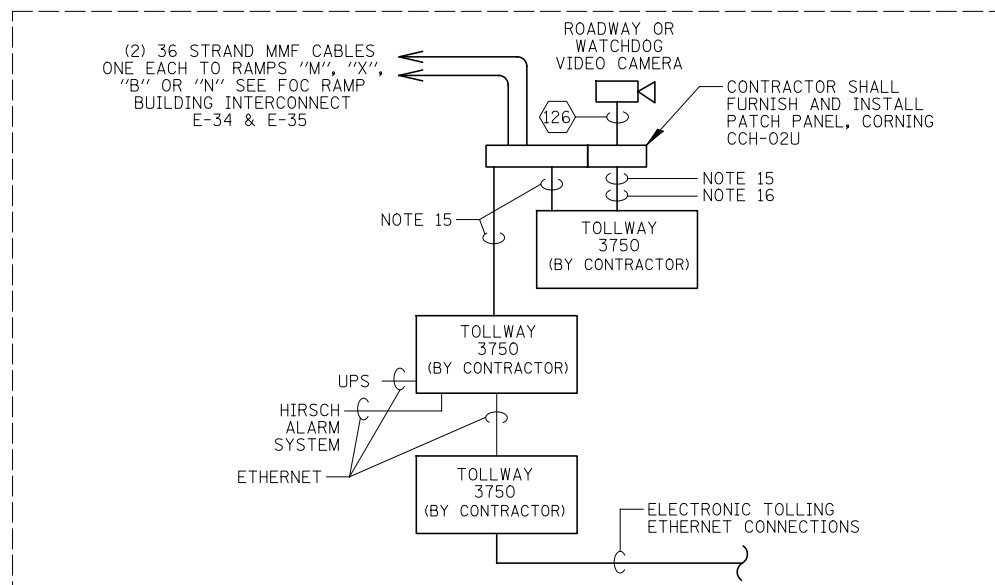 (2) 36 STRAND MMF CABLES
ONE EACH TO RAMPS "M", "X",
"B" OR "N" SEE FOC RAMP
BUILDING INTERCONNECT
E-34 & E-35
ROADWAY OR
WATCHDOG
VIDEO CAMERA
126
CONTRACTOR SHALL
FURNISH AND INSTALL
PATCH PANEL, CORNING
CCH-02U
NOTE 15
NOTE 16
NOTE 15
TOLLWAY
3750
(BY CONTRACTOR)
TOLLWAY
3750
(BY CONTRACTOR)
UPS
HIRSCH
ALARM
SYSTEM
ETHERNET
TOLLWAY
3750
(BY CONTRACTOR)
ELECTRONIC TOLLING
ETHERNET CONNECTIONS